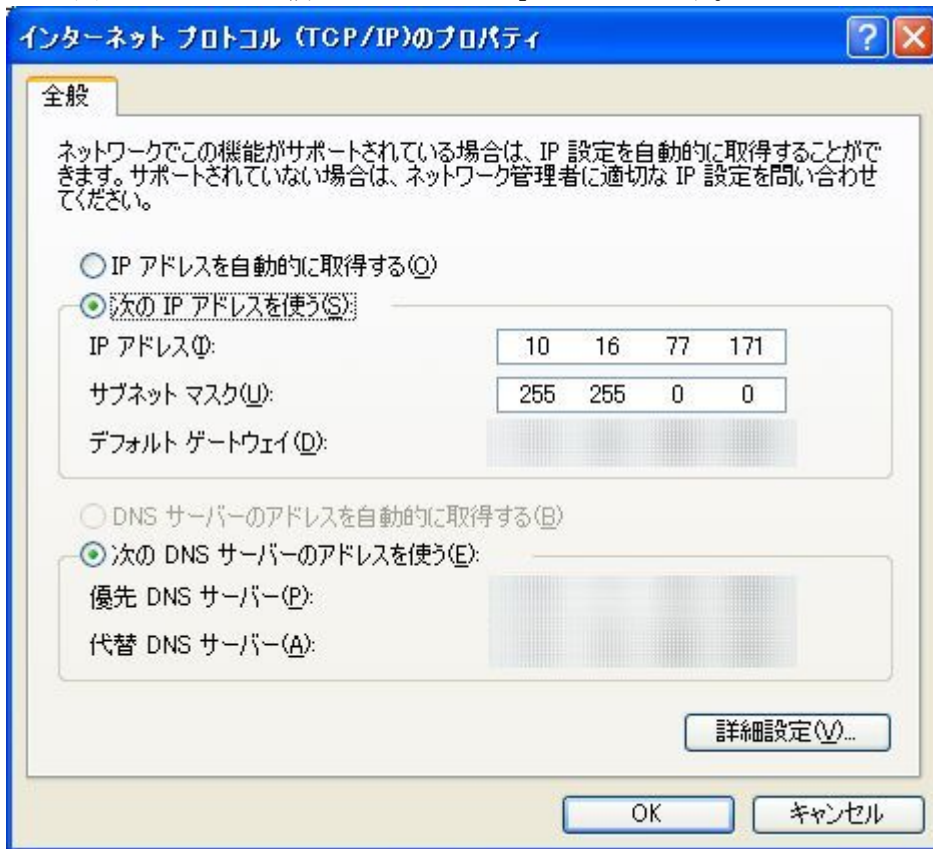 インターネット プロトコル (TCP/IP)のプロパティ
全般
ネットワークでこの機能がサポートされている場合は、IP 設定を自動的に取得することがで
きます。サポートされていない場合は、ネットワーク管理者に適切な IP 設定を問い合わせ
てください。
IP アドレスを自動的に取得する(O)
次の IP アドレスを使う(S):
IP アドレス(I): 10 16 77 171
サブネット マスク(U): 255 255 0 0
デフォルト ゲートウェイ(D):
DNS サーバーのアドレスを自動的に取得する(B)
次の DNS サーバーのアドレスを使う(E):
優先 DNS サーバー(P):
代替 DNS サーバー(A):
詳細設定(V)...
OK キャンセル